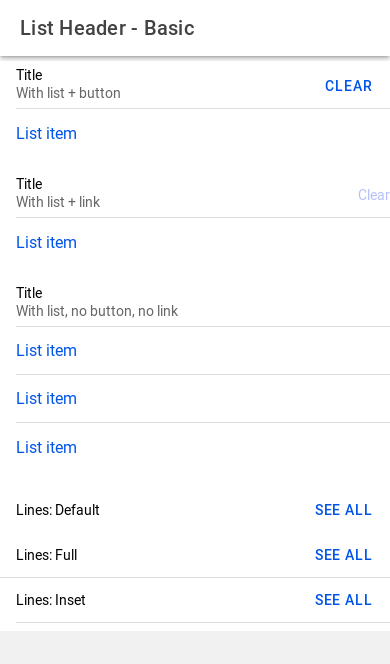 List Header - Basic
Title
With list + button
CLEAR
List item
Title
With list + link
Clear
List item
Title
With list, no button, no link
List item
List item
List item
Lines: Default SEE ALL
Lines: Full SEE ALL
Lines: Inset SEE ALL